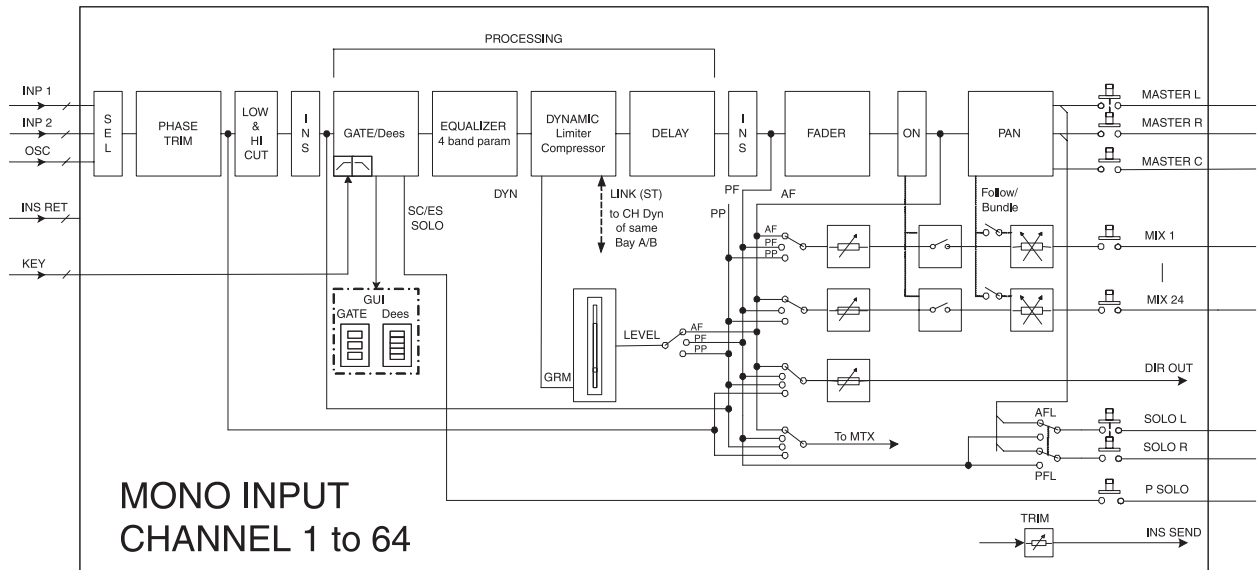 PROCESSING
INP 1
INP 2
OSC
INS RET
KEY
SEL
PHASE
TRIM
LOW
&
HI
CUT
INS
GATE/Dees
EQUALIZER
4 band param
DYNAMIC
Limiter
Compressor
DELAY
INS
FADER
ON
PAN
MASTER L
MASTER R
MASTER C
SC/ES
SOLO
DYN
LINK (ST)
to CH Dyn
of same
Bay A/B
PF
AF
PP
Follow/
Bundle
AF
PF
PP
MIX 1
MIX 24
GUI
GATE
Dees
GRM
LEVEL
AF
PF
PP
DIR OUT
To MTX
AFL
PFL
SOLO L
SOLO R
P SOLO
TRIM
INS SEND
MONO INPUT
CHANNEL 1 to 64